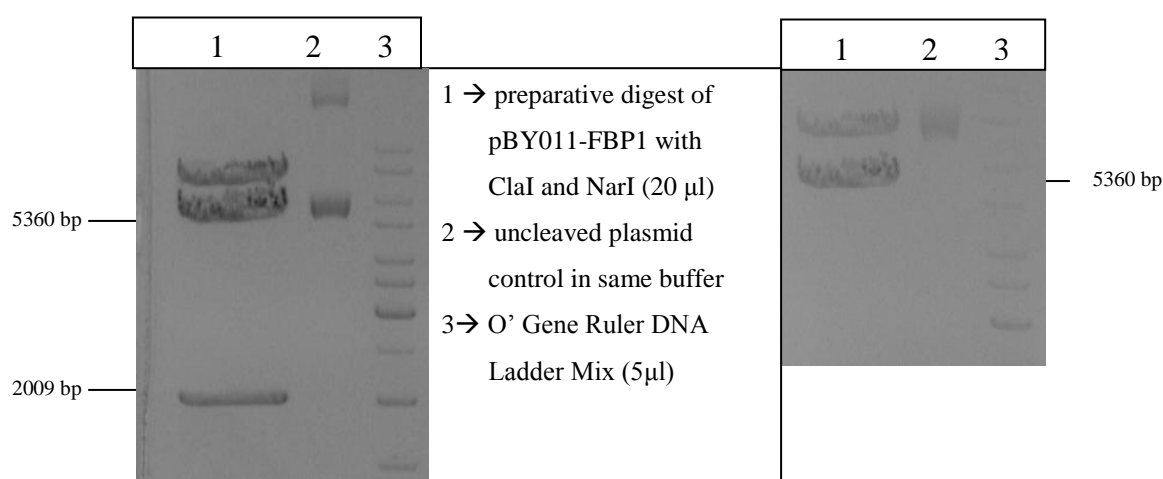 1 2 3
5360 bp
2009 bp
1 → preparative digest of
pBY011-FBP1 with
ClaI and NarI (20 μl)
2 → uncleaved plasmid
control in same buffer
3→ O’ Gene Ruler DNA
Ladder Mix (5μl)
1 2 3
5360 bp